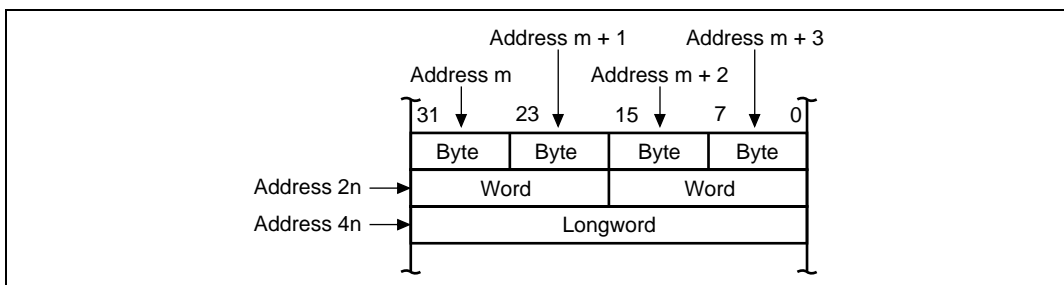 Address m + 1 Address m + 3
Address m Address m + 2
31 23 15 7 0
Byte Byte Byte Byte
Address 2n Word Word
Address 4n Longword